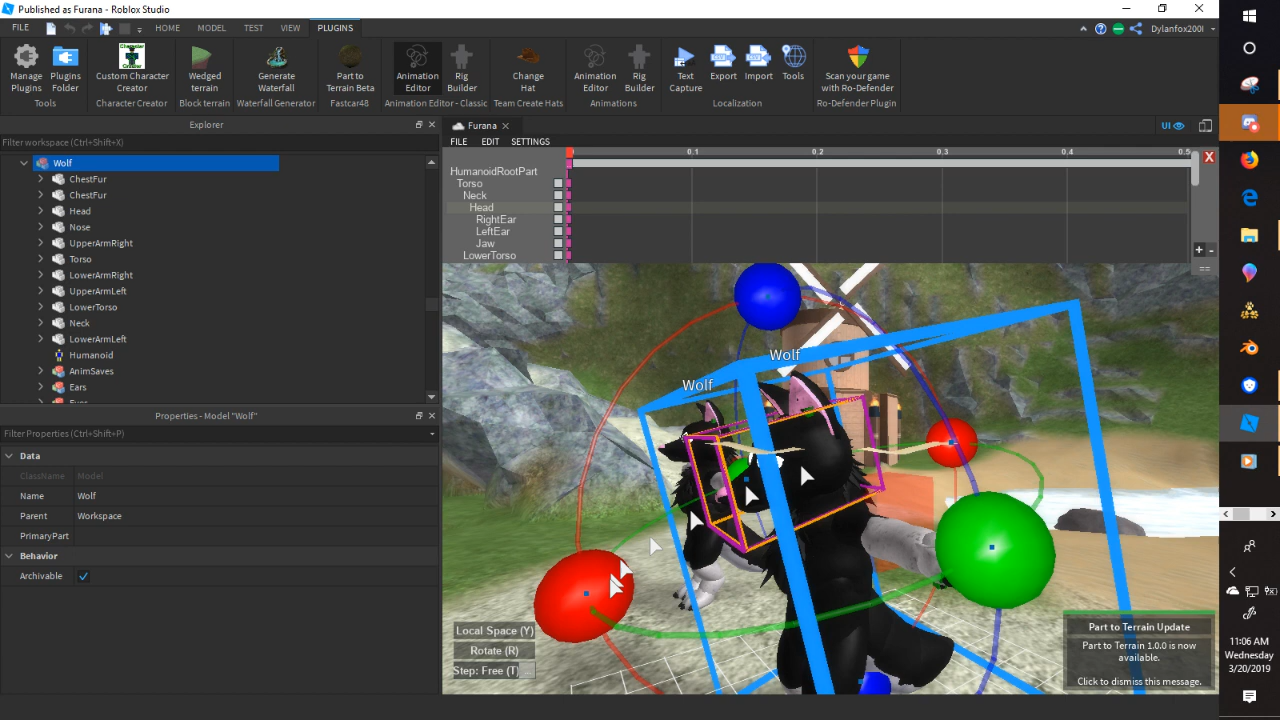 Published as Furana - Roblox Studio
FILE
HOME
MODEL
TEST
VIEW
PLUGINS
Dylanfox200l
Manage Plugins
Plugins Folder
Custom Character Creator
Wedged terrain
Generate Waterfall
Part to Terrain Beta
Animation Editor
Rig Builder
Change Hat
Animation Editor
Rig Builder
Text Capture
Export
Import
Tools
Scan your game with Ro-Defender
Tools
Character Creator
Block terrain
Waterfall Generator
Fastcar48
Animation Editor - Classic
Team Create Hats
Animations
Localization
Ro-Defender Plugin
Explorer
Filter workspace (Ctrl+Shift+X)
Wolf
ChestFur
ChestFur
Head
Nose
UpperArmRight
Torso
LowerArmRight
UpperArmLeft
LowerTorso
Neck
LowerArmLeft
Humanoid
AnimSaves
Ears
Properties - Model "Wolf"
Filter Properties (Ctrl+Shift+P)
Data
ClassName Model
Name Wolf
Parent Workspace
PrimaryPart
Behavior
Archivable
Furana
UI
FILE EDIT SETTINGS
0.1 0.2 0.3 0.4 0.5
X
HumanoidRootPart
Torso
Neck
Head
RightEar
LeftEar
Jaw
LowerTorso
+ -
Wolf
Wolf
Local Space (Y)
Rotate (R)
Step: Free (T)
Part to Terrain Update
Part to Terrain 1.0.0 is now
available.
Click to dismiss this message.
11:06 AM
Wednesday
3/20/2019